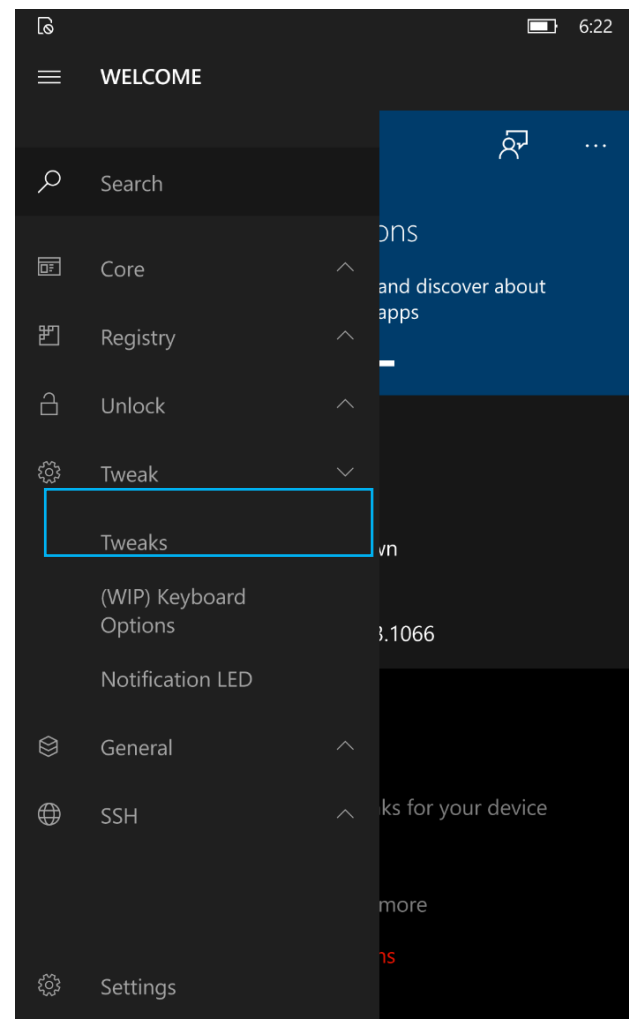 6:22
WELCOME
Search
ons
Core
and discover about
apps
Registry
Unlock
Tweak
Tweaks
wn
(WIP) Keyboard
Options
3.1066
Notification LED
General
SSH
ks for your device
more
ns
Settings